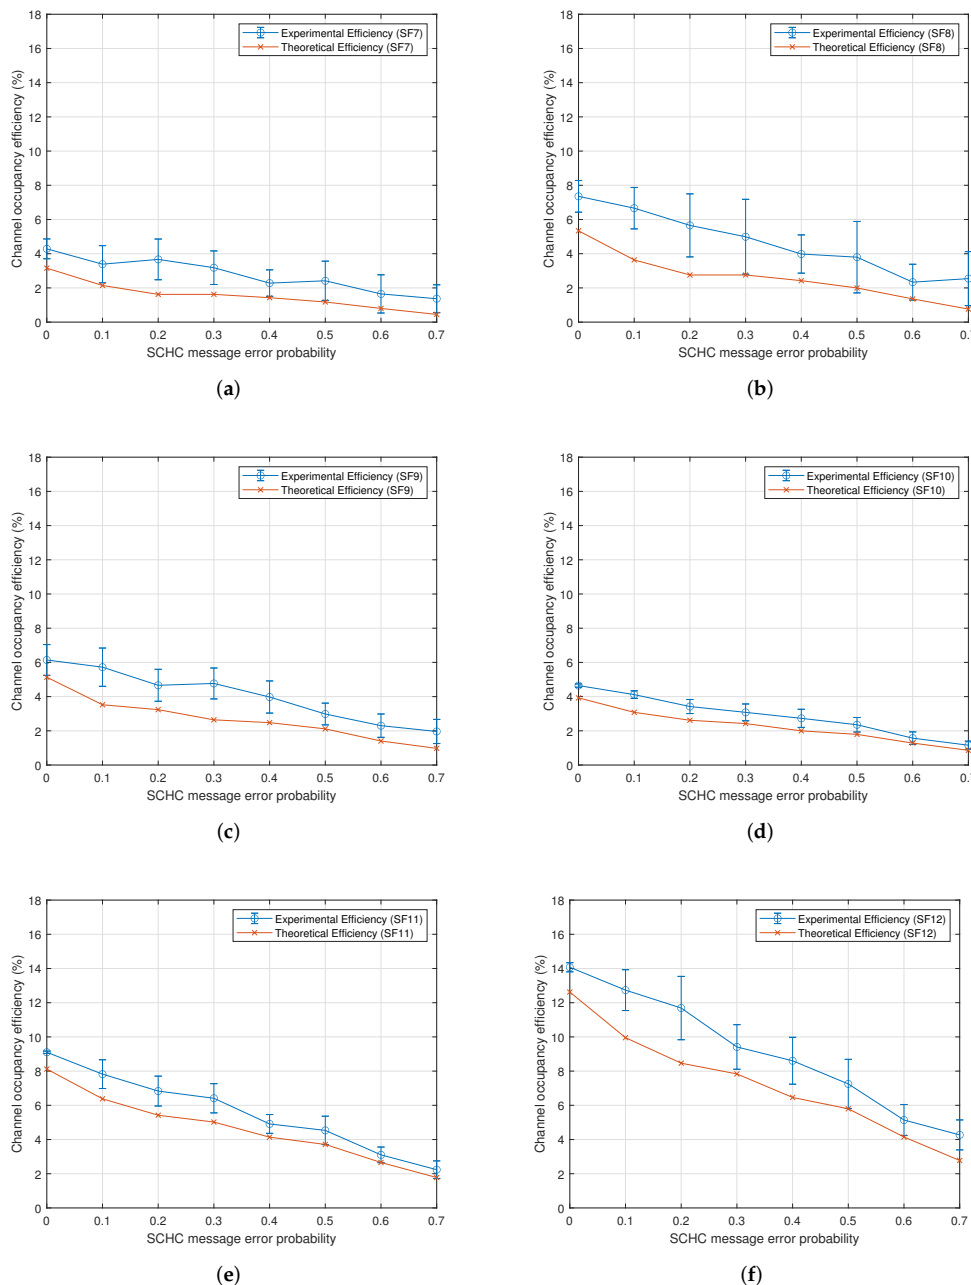 18
16
14
12
10
8
6
4
2
0
Channel occupancy efficiency (%)
Experimental Efficiency (SF7)
Theoretical Efficiency (SF7)
0 0.1 0.2 0.3 0.4 0.5 0.6 0.7
SCHC message error probability
(a)
18
16
14
12
10
8
6
4
2
0
Channel occupancy efficiency (%)
Experimental Efficiency (SF8)
Theoretical Efficiency (SF8)
0 0.1 0.2 0.3 0.4 0.5 0.6 0.7
SCHC message error probability
(b)
18
16
14
12
10
8
6
4
2
0
Channel occupancy efficiency (%)
Experimental Efficiency (SF9)
Theoretical Efficiency (SF9)
0 0.1 0.2 0.3 0.4 0.5 0.6 0.7
SCHC message error probability
(c)
18
16
14
12
10
8
6
4
2
0
Channel occupancy efficiency (%)
Experimental Efficiency (SF10)
Theoretical Efficiency (SF10)
0 0.1 0.2 0.3 0.4 0.5 0.6 0.7
SCHC message error probability
(d)
18
16
14
12
10
8
6
4
2
0
Channel occupancy efficiency (%)
Experimental Efficiency (SF11)
Theoretical Efficiency (SF11)
0 0.1 0.2 0.3 0.4 0.5 0.6 0.7
SCHC message error probability
(e)
18
16
14
12
10
8
6
4
2
0
Channel occupancy efficiency (%)
Experimental Efficiency (SF12)
Theoretical Efficiency (SF12)
0 0.1 0.2 0.3 0.4 0.5 0.6 0.7
SCHC message error probability
(f)